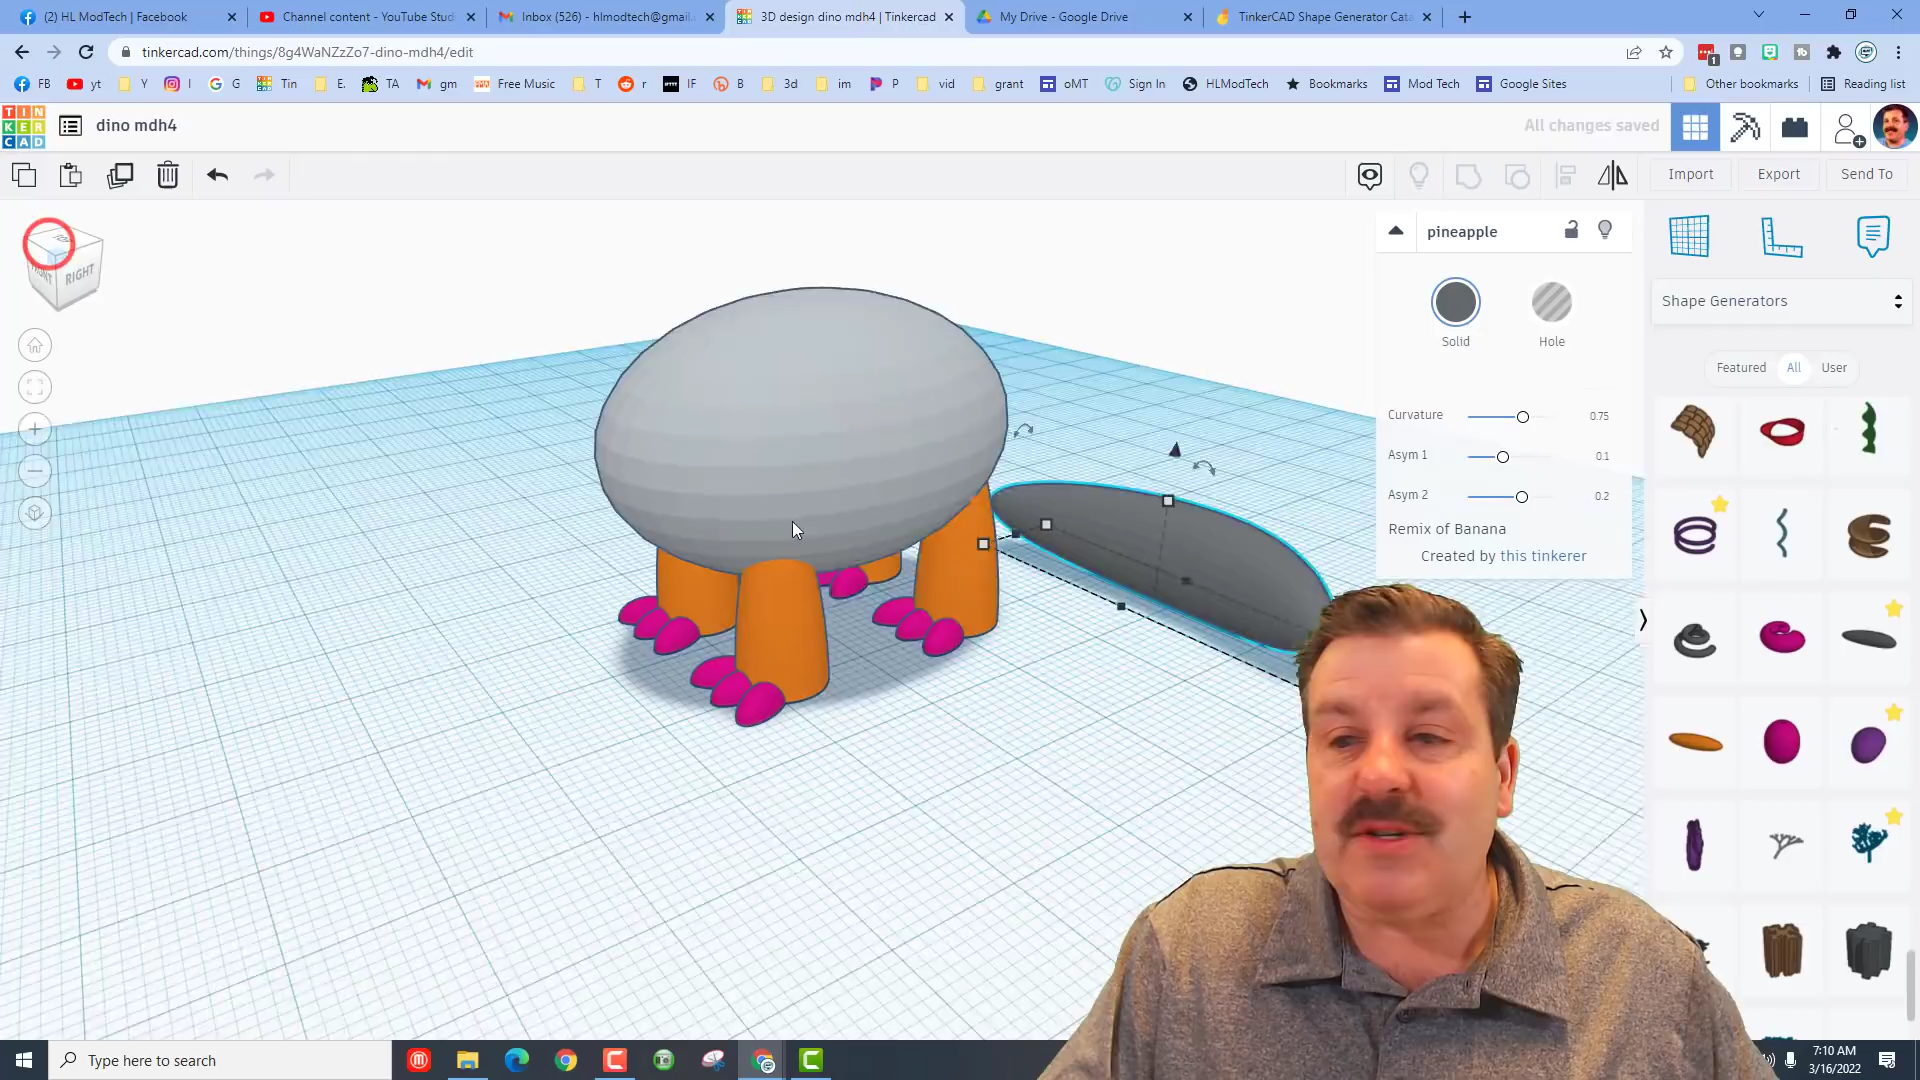 (2) HL ModTech | Facebook
Channel content - YouTube Stud
Inbox (526) - hlmodtech@gmail.
3D design dino mdh4 | Tinkercad
My Drive - Google Drive
TinkerCAD Shape Generator Cata
tinkercad.com/things/8g4WaNZzZo7-dino-mdh4/edit
FB
yt
Y
I
G
Tin
E.
TA
gm
Free Music
T
r
IF
B
3d
im
P
vid
grant
oMT
Sign In
HLModTech
Bookmarks
Mod Tech
Google Sites
Other bookmarks
Reading list
TIN
KER
CAD
dino mdh4
All changes saved
Import
Export
Send To
RIGHT
pineapple
Solid
Hole
Curvature
0.75
Asym 1
0.1
Asym 2
0.2
Remix of Banana
Created by this tinkerer
Shape Generators
Featured
All
User
Type here to search
7:10 AM
3/16/2022